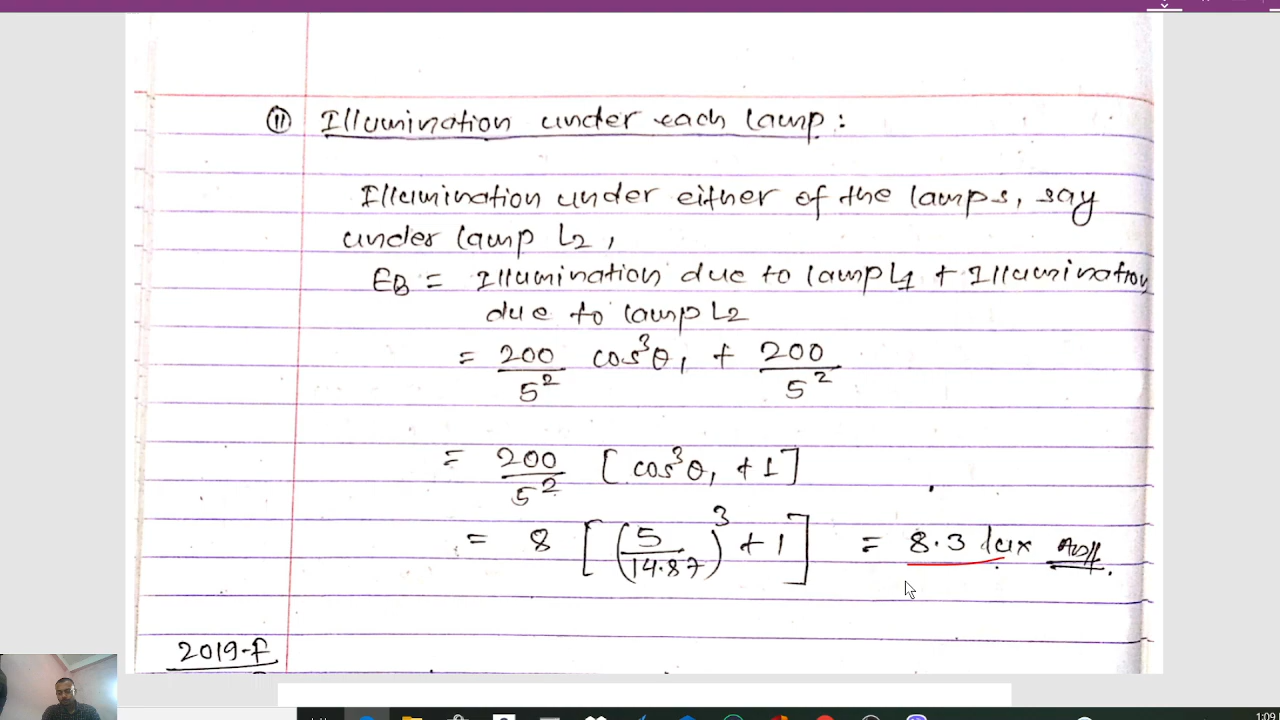 (ii) Illumination under each lamp:
Illumination under either of the lamps, say
under lamp L2,
EB = Illumination due to lamp L1 + Illumination
due to lamp L2
= 200/5² cos³θ1 + 200/5²
= 200/5² [cos³θ1 + 1]
= 8 [(5/14.87)³ + 1] = 8.3 lux Ans.
2019-F
1:09